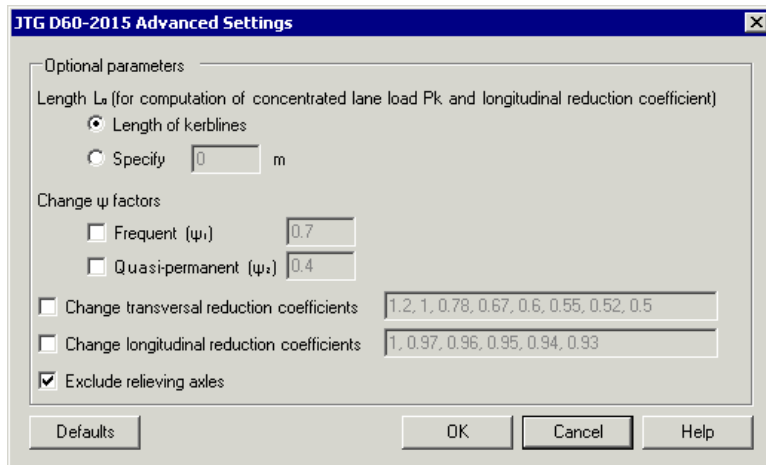 JTG D60-2015 Advanced Settings
Optional parameters
Length Lₐ (for computation of concentrated lane load Pk and longitudinal reduction coefficient)
Length of kerblines
Specify 0 m
Change ψ factors
Frequent (ψ₁) 0.7
Quasi-permanent (ψ₂) 0.4
Change transversal reduction coefficients 1.2, 1, 0.78, 0.67, 0.6, 0.55, 0.52, 0.5
Change longitudinal reduction coefficients 1, 0.97, 0.96, 0.95, 0.94, 0.93
Exclude relieving axles
Defaults OK Cancel Help